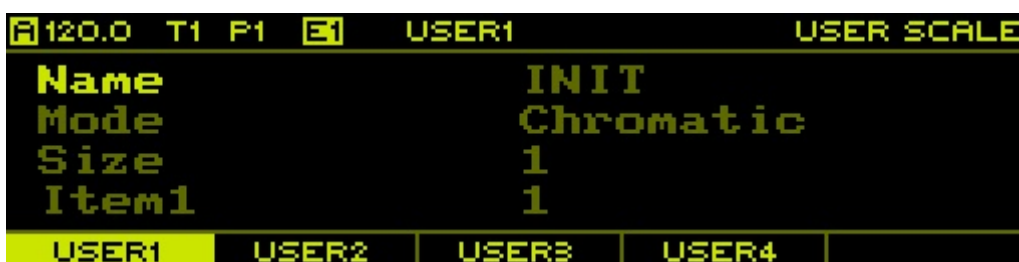 A 120.0 T1 P1 E1 USER1 USER SCALE
Name INIT
Mode Chromatic
Size 1
Item1 1
USER1 USER2 USER3 USER4